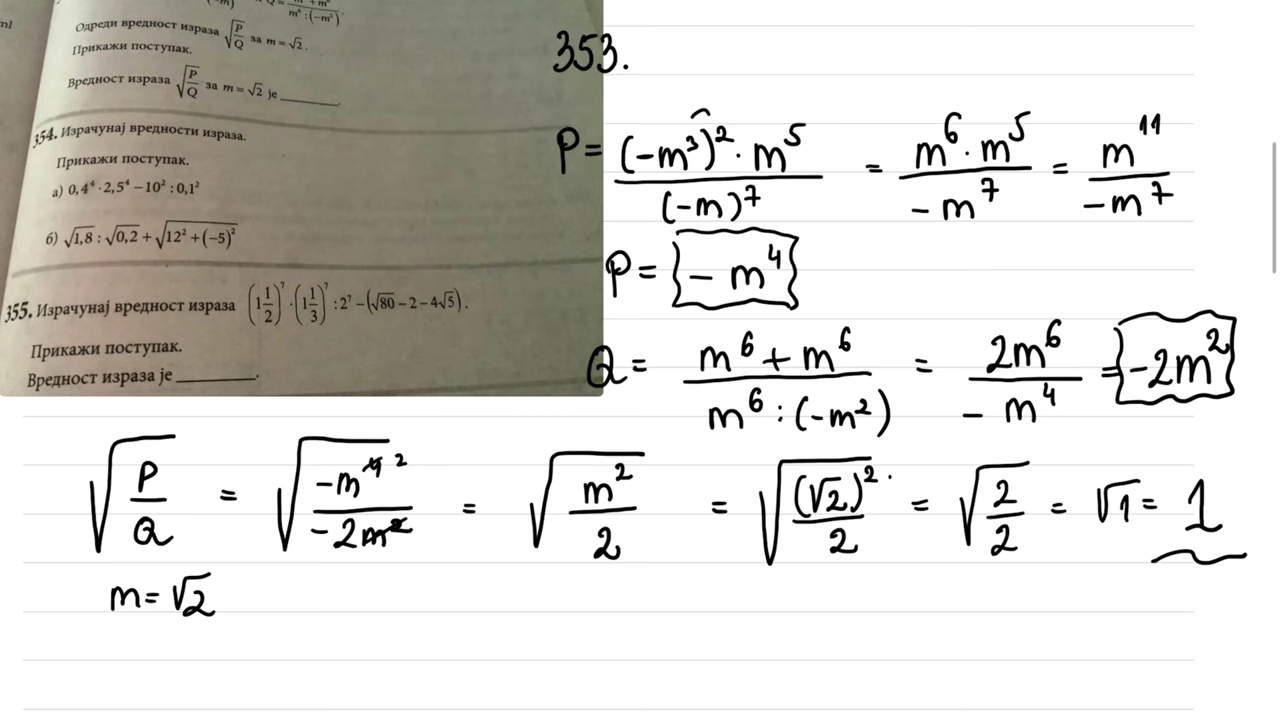 Одреди вредност израза √(P/Q) за m = √2.
Прикажи поступак.
Вредност израза √(P/Q) за m = √2 је ________.
354. Израчунај вредности израза.
Прикажи поступак.
а) 0,4⁴ · 2,5⁴ − 10² : 0,1²
б) √1,8 : √0,2 + √(12² + (−5)²)
355. Израчунај вредност израза (1 1/2)⁷ · (1 1/3)⁷ : 2⁷ − (√80 − 2 − 4√5).
Прикажи поступак.
Вредност израза је ________.
353.
P = ((-m³)² · m⁵)/((-m)⁷) = (m⁶ · m⁵)/(-m⁷) = m¹¹/(-m⁷)
P = -m⁴
Q = (m⁶ + m⁶)/(m⁶ : (-m²)) = 2m⁶/(-m⁴) = -2m²
√(P/Q) = √(-m⁴ ²/(-2m²)) = √(m²/2) = √((√2)²/2) = √(2/2) = √1 = 1
m = √2